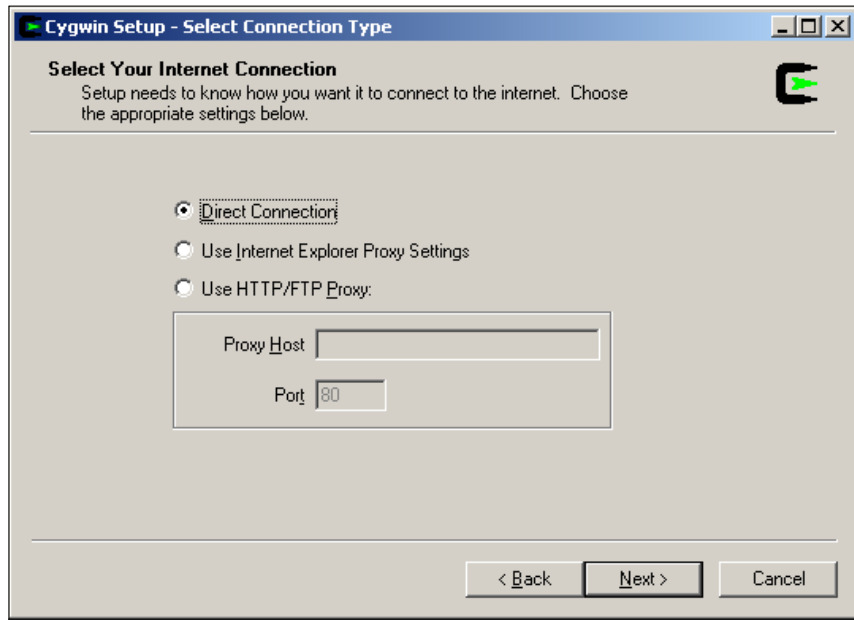 Cygwin Setup - Select Connection Type
Select Your Internet Connection
Setup needs to know how you want it to connect to the internet. Choose
the appropriate settings below.
Direct Connection
Use Internet Explorer Proxy Settings
Use HTTP/FTP Proxy:
Proxy Host
Port 80
< Back Next > Cancel